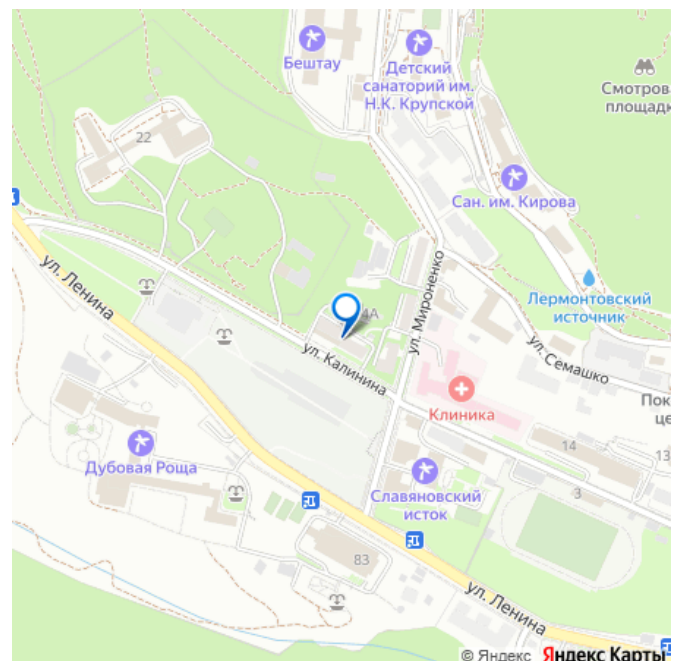 Бештау
Детский
санаторий им.
Н.К. Крупской
Смотрова
площадк
22
Сан. им. Кирова
ул. Мироненко
Лермонтовский
источник
ул. Ленина
4А
ул. Калинина
ул. Семашко
Клиника
Пок
це
Дубовая Роща
14
13
Славяновский
исток
3
83
ул. Ленина
© Яндекс Яндекс Карты